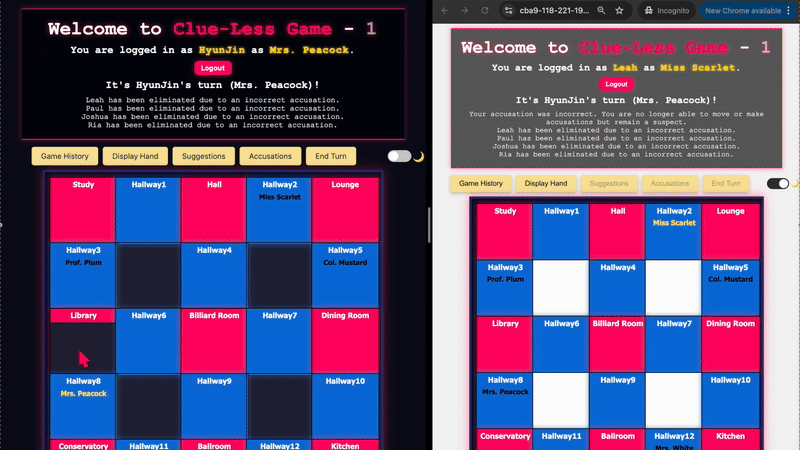 Welcome to Clue-Less Game - 1
You are logged in as HyunJin as Mrs. Peacock.
Logout
It's HyunJin's turn (Mrs. Peacock)!
Leah has been eliminated due to an incorrect accusation.
Paul has been eliminated due to an incorrect accusation.
Joshua has been eliminated due to an incorrect accusation.
Ria has been eliminated due to an incorrect accusation.
Game History Display Hand Suggestions Accusations End Turn
Study Hallway1 Hall Hallway2 Lounge
Miss Scarlet
Hallway3 Hallway4 Hallway5
Prof. Plum Col. Mustard
Library Hallway6 Billiard Room Hallway7 Dining Room
Hallway8 Hallway9 Hallway10
Mrs. Peacock
Conservatory Hallway11 Ballroom Hallway12 Kitchen
cba9-118-221-19... Incognito New Chrome available
Welcome to Clue-Less Game - 1
You are logged in as Leah as Miss Scarlet.
Logout
It's HyunJin's turn (Mrs. Peacock)!
Your accusation was incorrect. You are no longer able to move or make
accusations but remain a suspect.
Leah has been eliminated due to an incorrect accusation.
Paul has been eliminated due to an incorrect accusation.
Joshua has been eliminated due to an incorrect accusation.
Ria has been eliminated due to an incorrect accusation.
Game History Display Hand Suggestions Accusations End Turn
Study Hallway1 Hall Hallway2 Lounge
Miss Scarlet
Hallway3 Hallway4 Hallway5
Prof. Plum Col. Mustard
Library Hallway6 Billiard Room Hallway7 Dining Room
Hallway8 Hallway9 Hallway10
Mrs. Peacock
Conservatory Hallway11 Ballroom Hallway12 Kitchen
Mrs. White